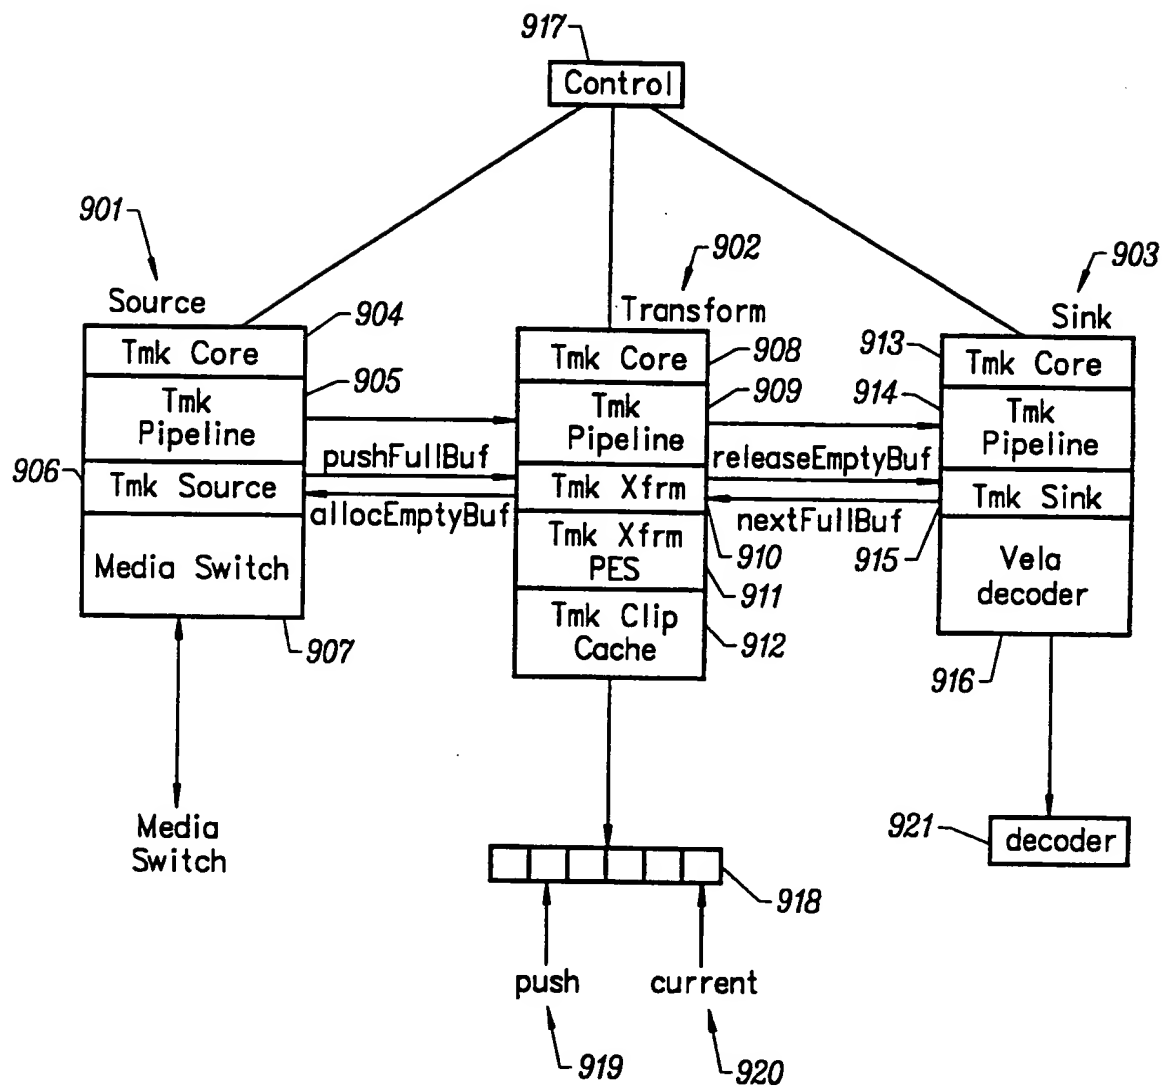 917
Control
901
902
903
Source
904
Transform
Sink
Tmk Core
905
Tmk
Pipeline
906
Tmk Source
Media Switch
907
pushFullBuf
allocEmptyBuf
Tmk Core
908
Tmk
Pipeline
909
Tmk Xfrm
910
Tmk Xfrm
PES
911
Tmk Clip
Cache
912
releaseEmptyBuf
nextFullBuf
913
Tmk Core
914
Tmk
Pipeline
Tmk Sink
915
Vela
decoder
916
Media
Switch
921
decoder
918
push
current
919
920